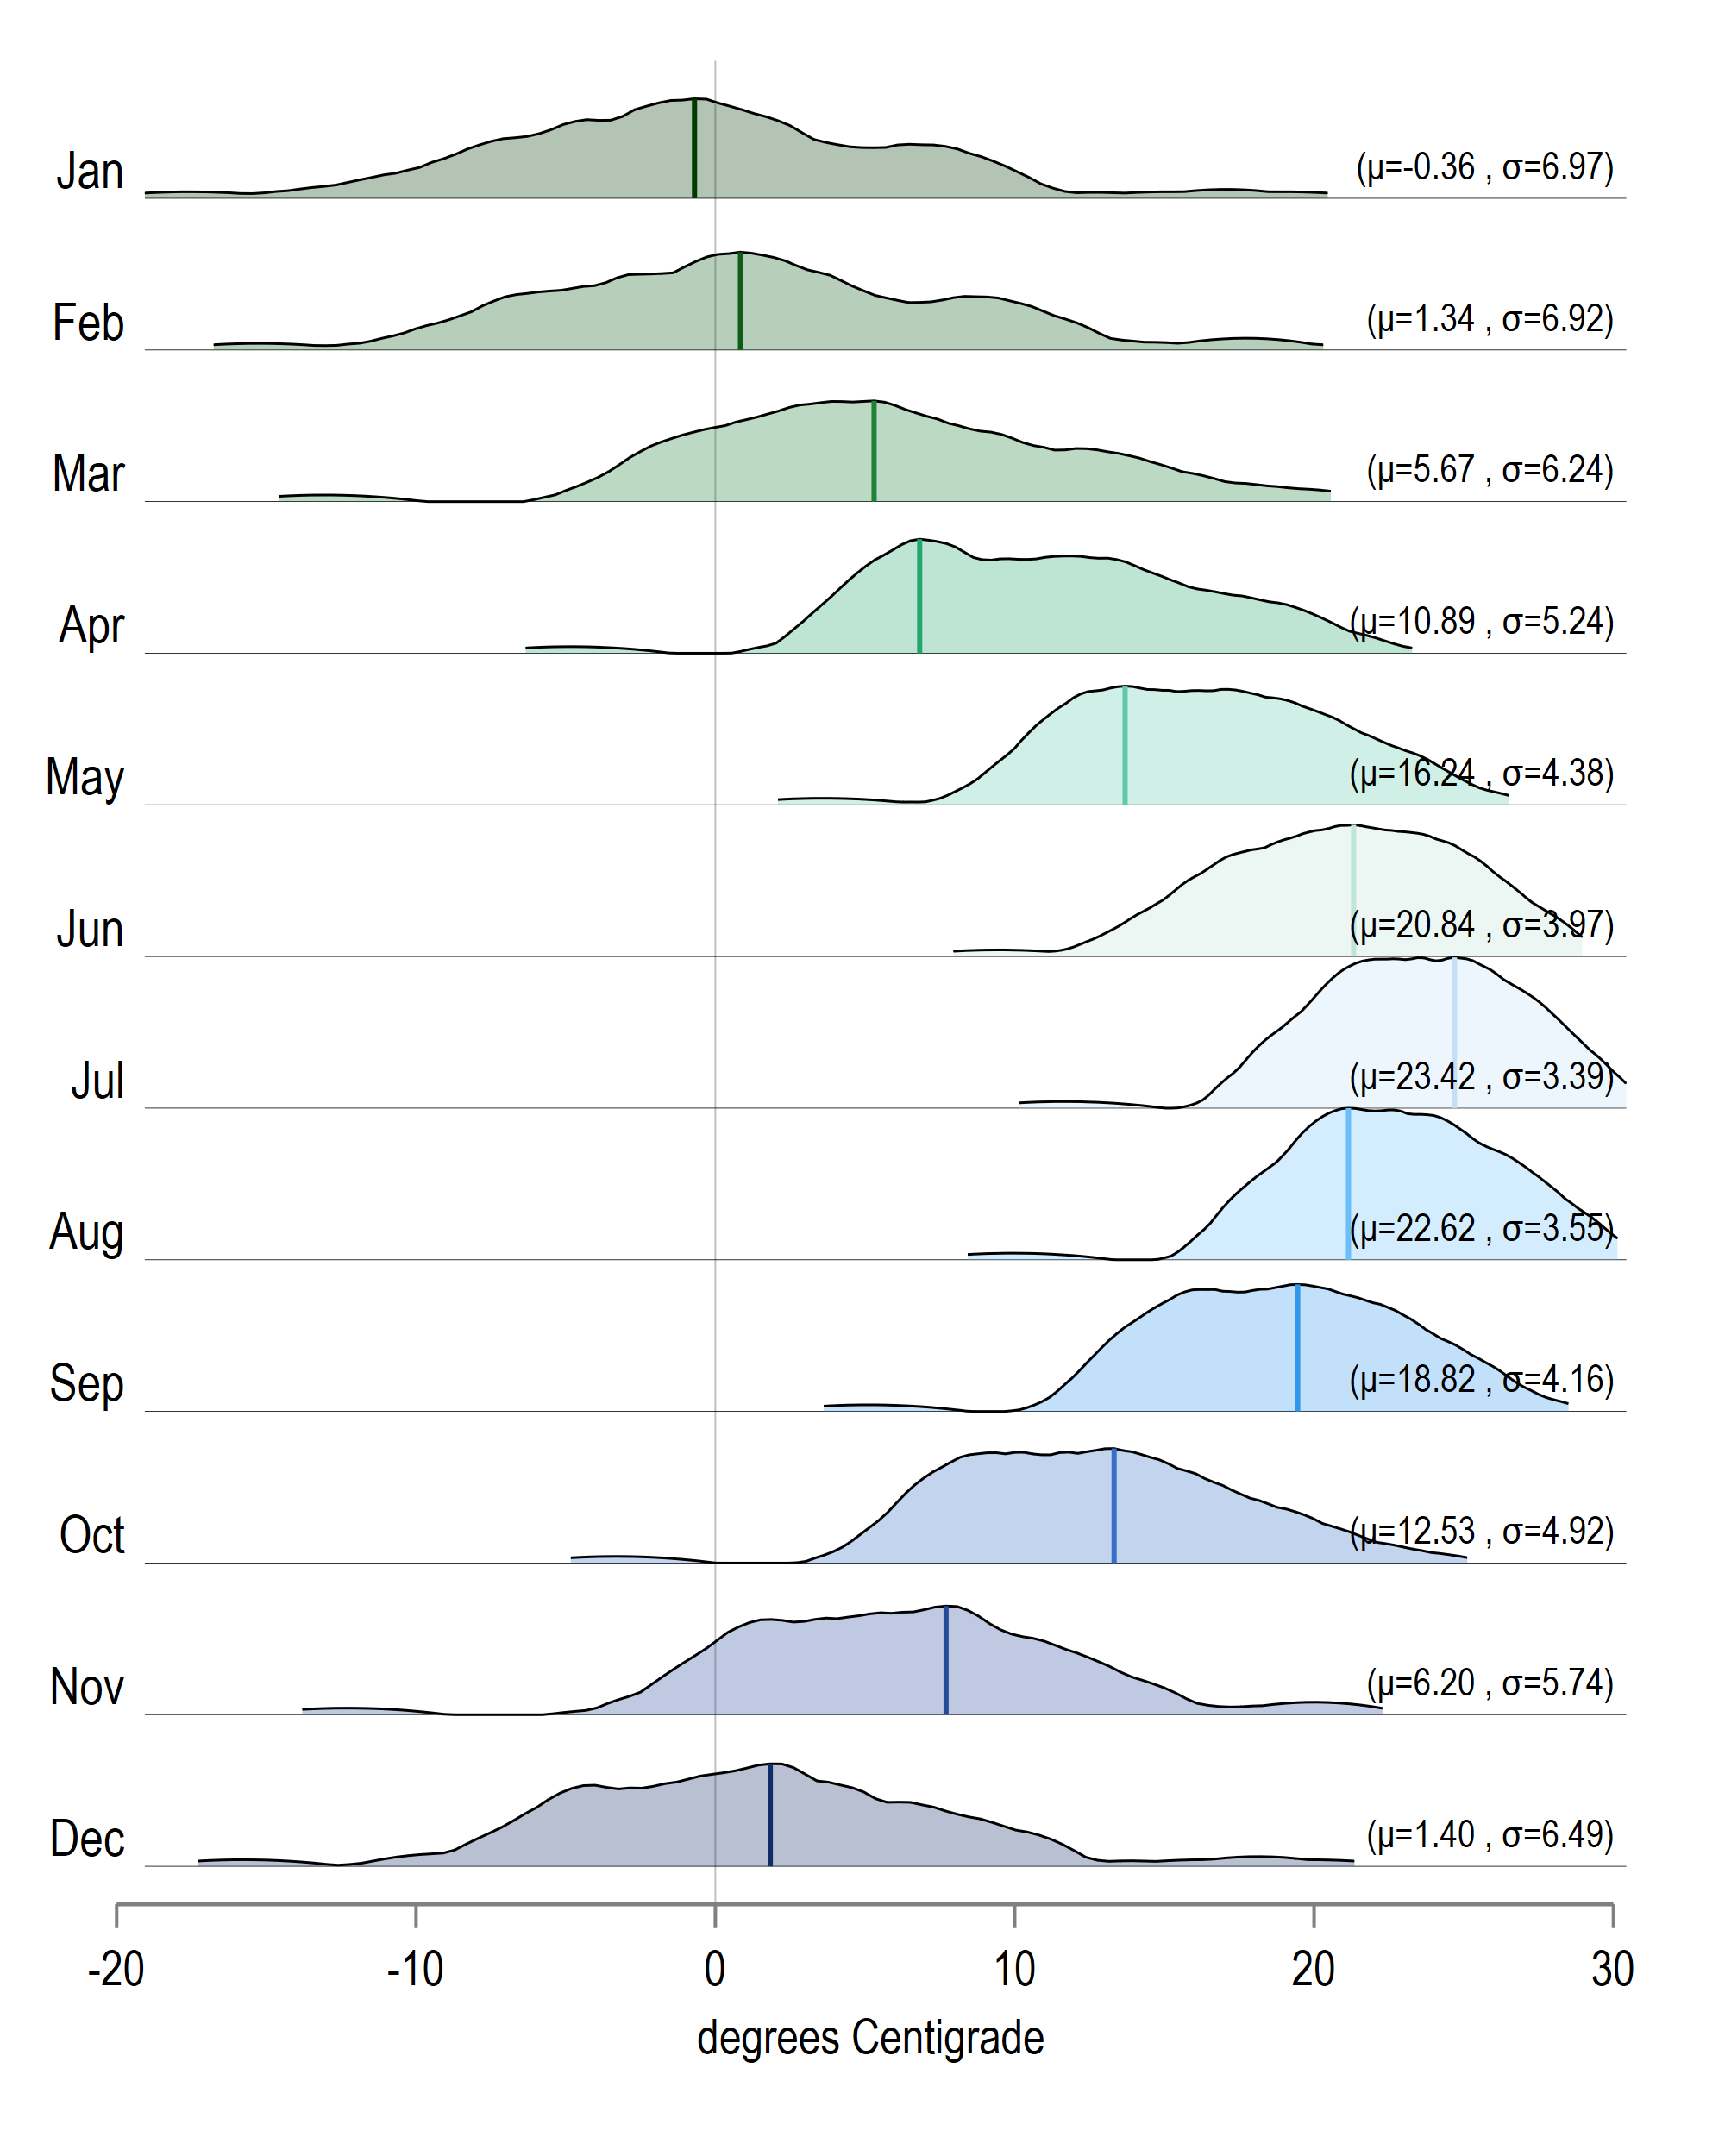 Jan (μ=-0.36 , σ=6.97)
Feb (μ=1.34 , σ=6.92)
Mar (μ=5.67 , σ=6.24)
Apr (μ=10.89 , σ=5.24)
May (μ=16.24 , σ=4.38)
Jun (μ=20.84 , σ=3.97)
Jul (μ=23.42 , σ=3.39)
Aug (μ=22.62 , σ=3.55)
Sep (μ=18.82 , σ=4.16)
Oct (μ=12.53 , σ=4.92)
Nov (μ=6.20 , σ=5.74)
Dec (μ=1.40 , σ=6.49)
-20 -10 0 10 20 30
degrees Centigrade